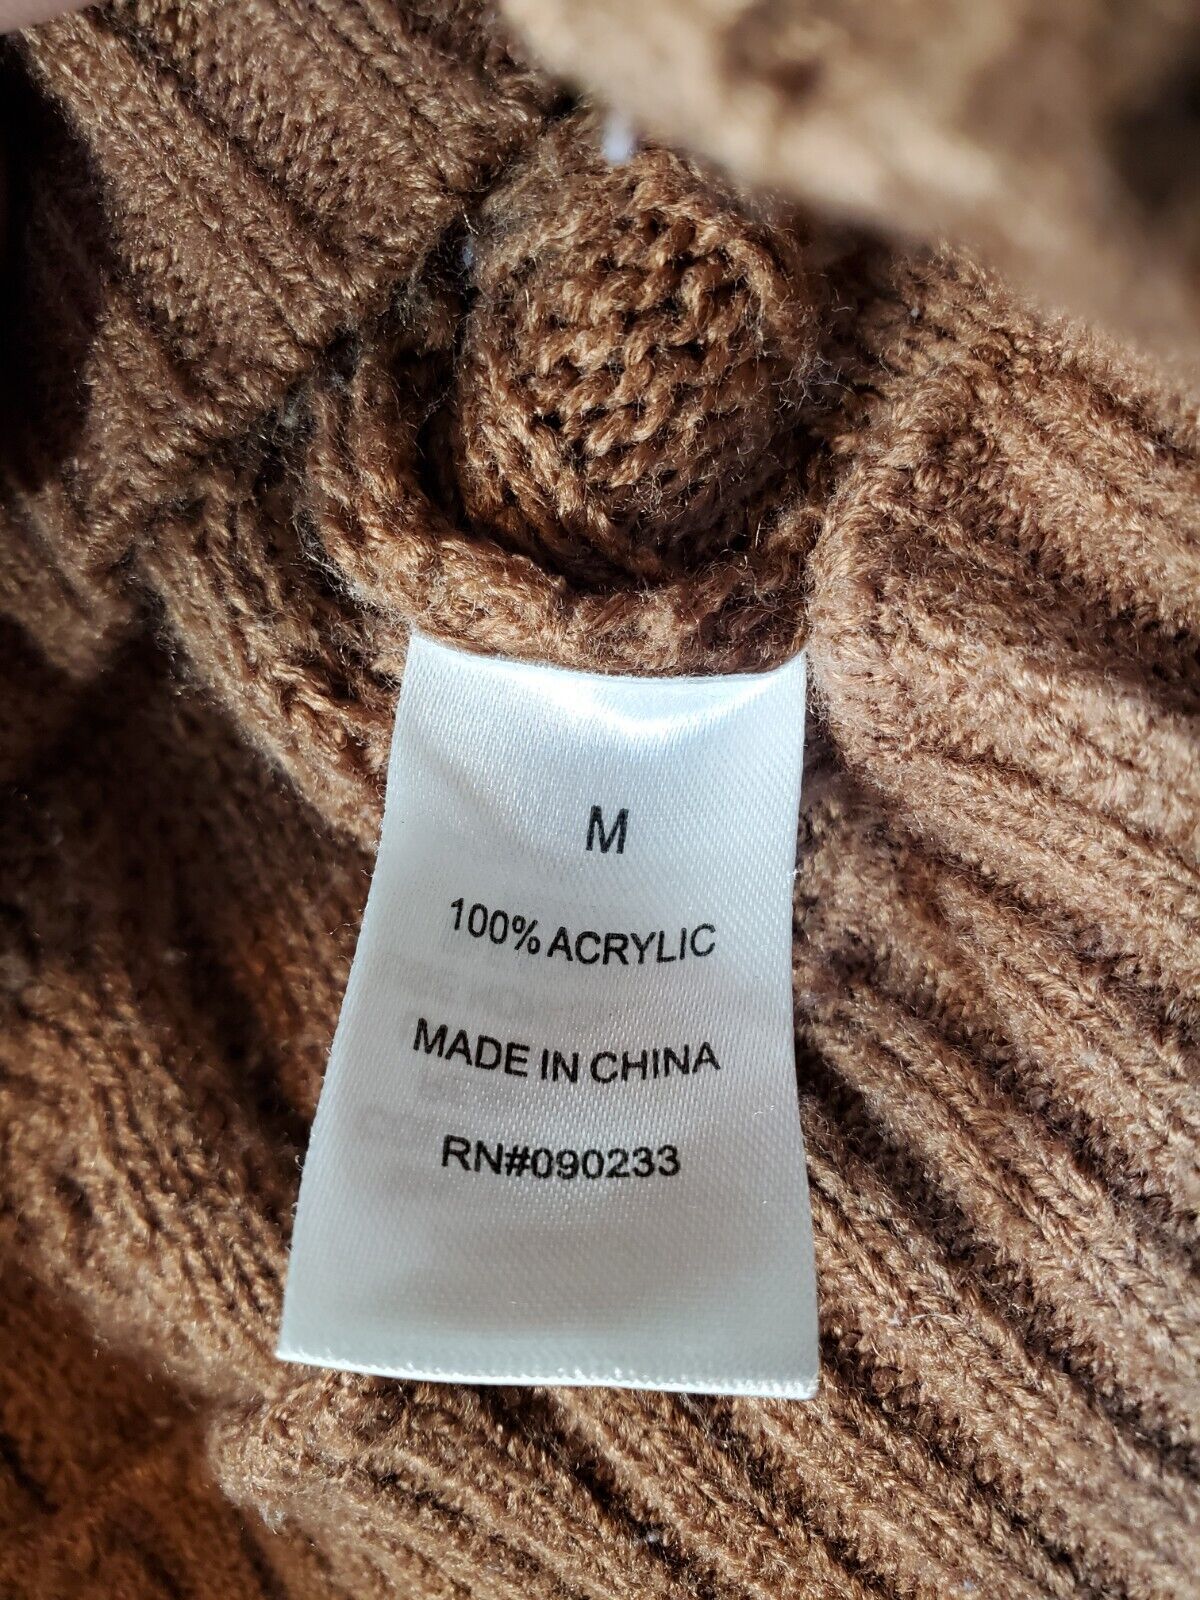 M
100% ACRYLIC
MADE IN CHINA
RN#090233